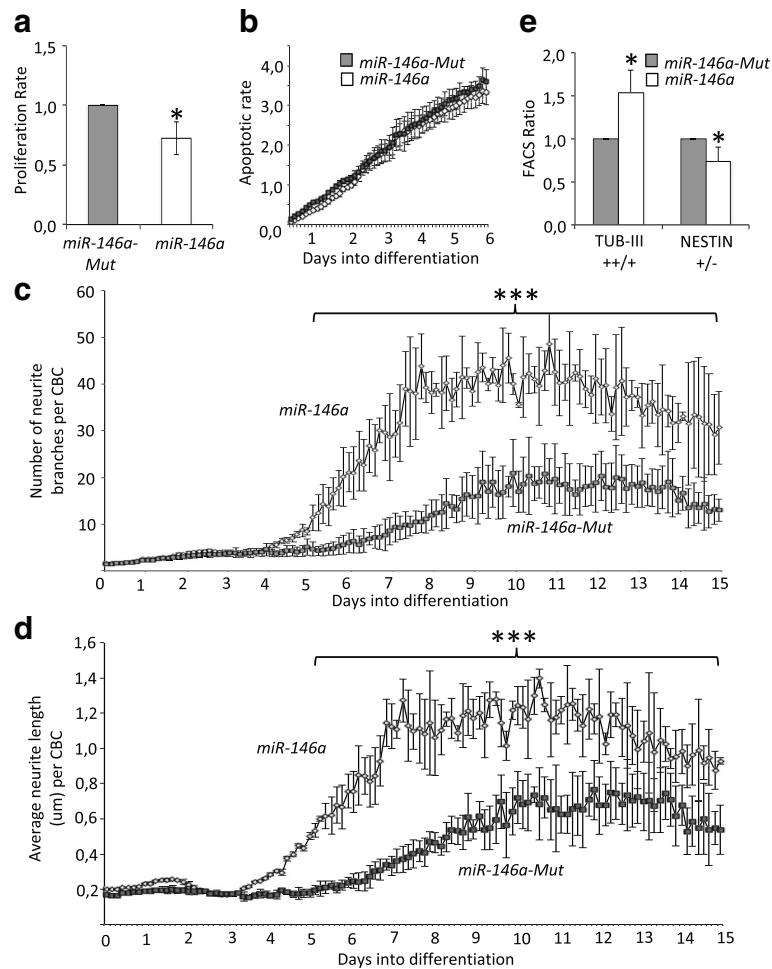 a
Proliferation Rate
1,5
1,0
0,5
0,0
*
miR-146a-
Mut
miR-146a
b
Apoptotic rate
4,0
3,0
2,0
1,0
0,0
miR-146a-Mut
miR-146a
1 2 3 4 5 6
Days into differentiation
e
FACS Ratio
2,0
1,5
1,0
0,5
0,0
miR-146a-Mut
miR-146a
*
*
TUB-III
++/+
NESTIN
+/-
c
Number of neurite
branches per CBC
60
50
40
30
20
10
***
miR-146a
miR-146a-Mut
0 1 2 3 4 5 6 7 8 9 10 11 12 13 14 15
Days into differentiation
d
Average neurite length
(um) per CBC
1,6
1,4
1,2
1,0
0,8
0,6
0,4
0,2
***
miR-146a
miR-146a-Mut
0 1 2 3 4 5 6 7 8 9 10 11 12 13 14 15
Days into differentiation